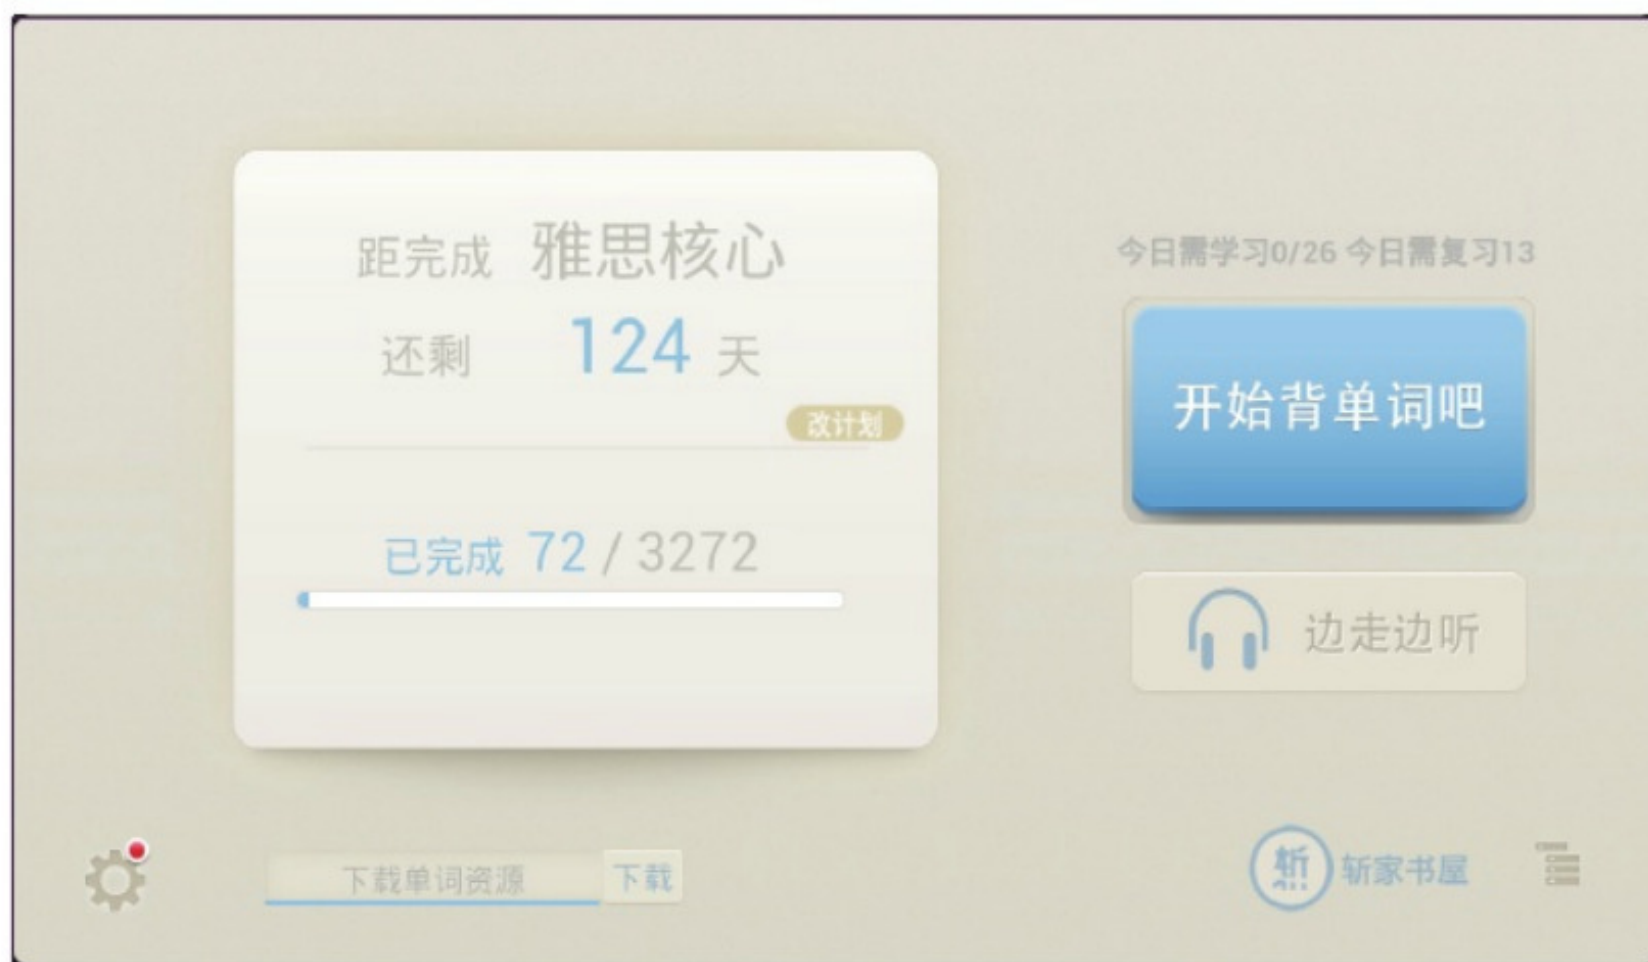 距完成 雅思核心
还剩 124 天
改计划
已完成 72 / 3272
今日需学习0/26 今日需复习13
开始背单词吧
边走边听
下载单词资源 下载
斩 斩家书屋